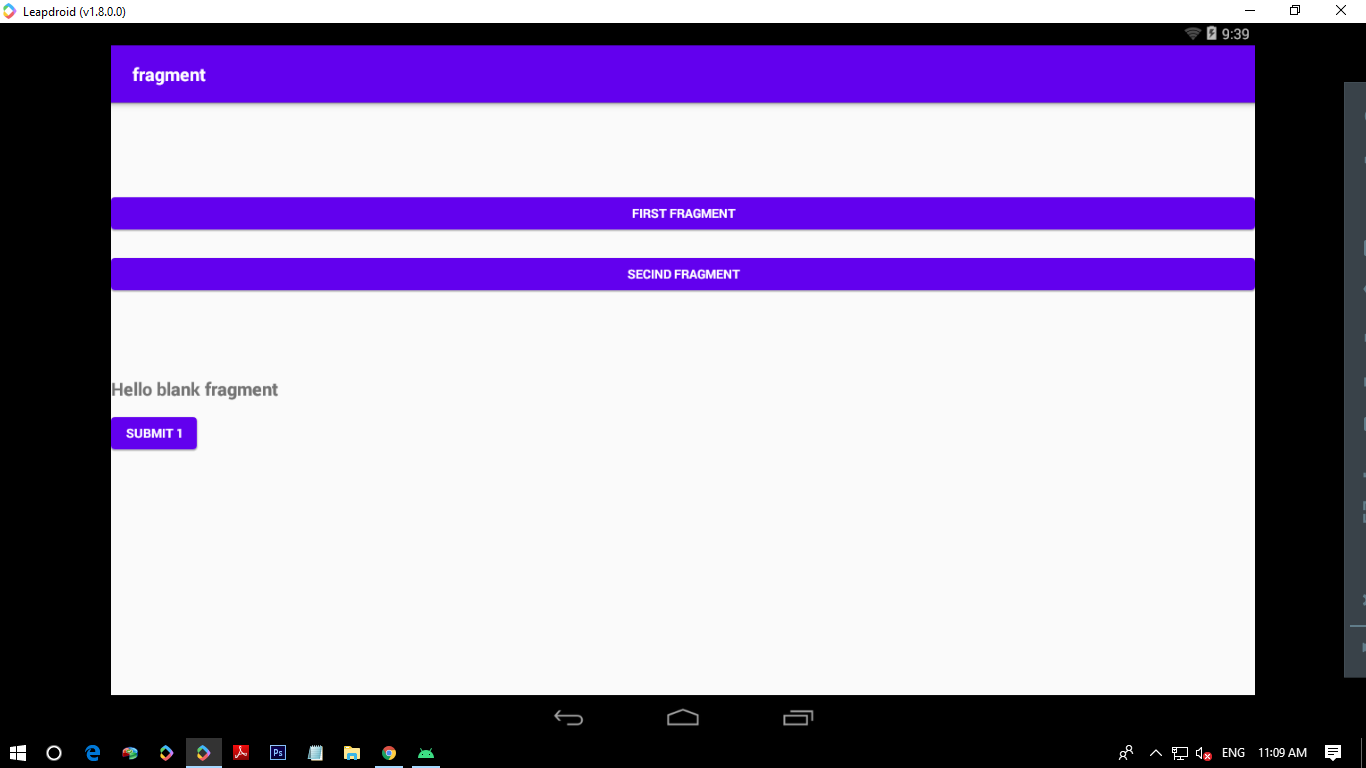 Leapdroid (v1.8.0.0)
9:39
fragment
FIRST FRAGMENT
SECIND FRAGMENT
Hello blank fragment
SUBMIT 1
Ps
ENG
11:09 AM